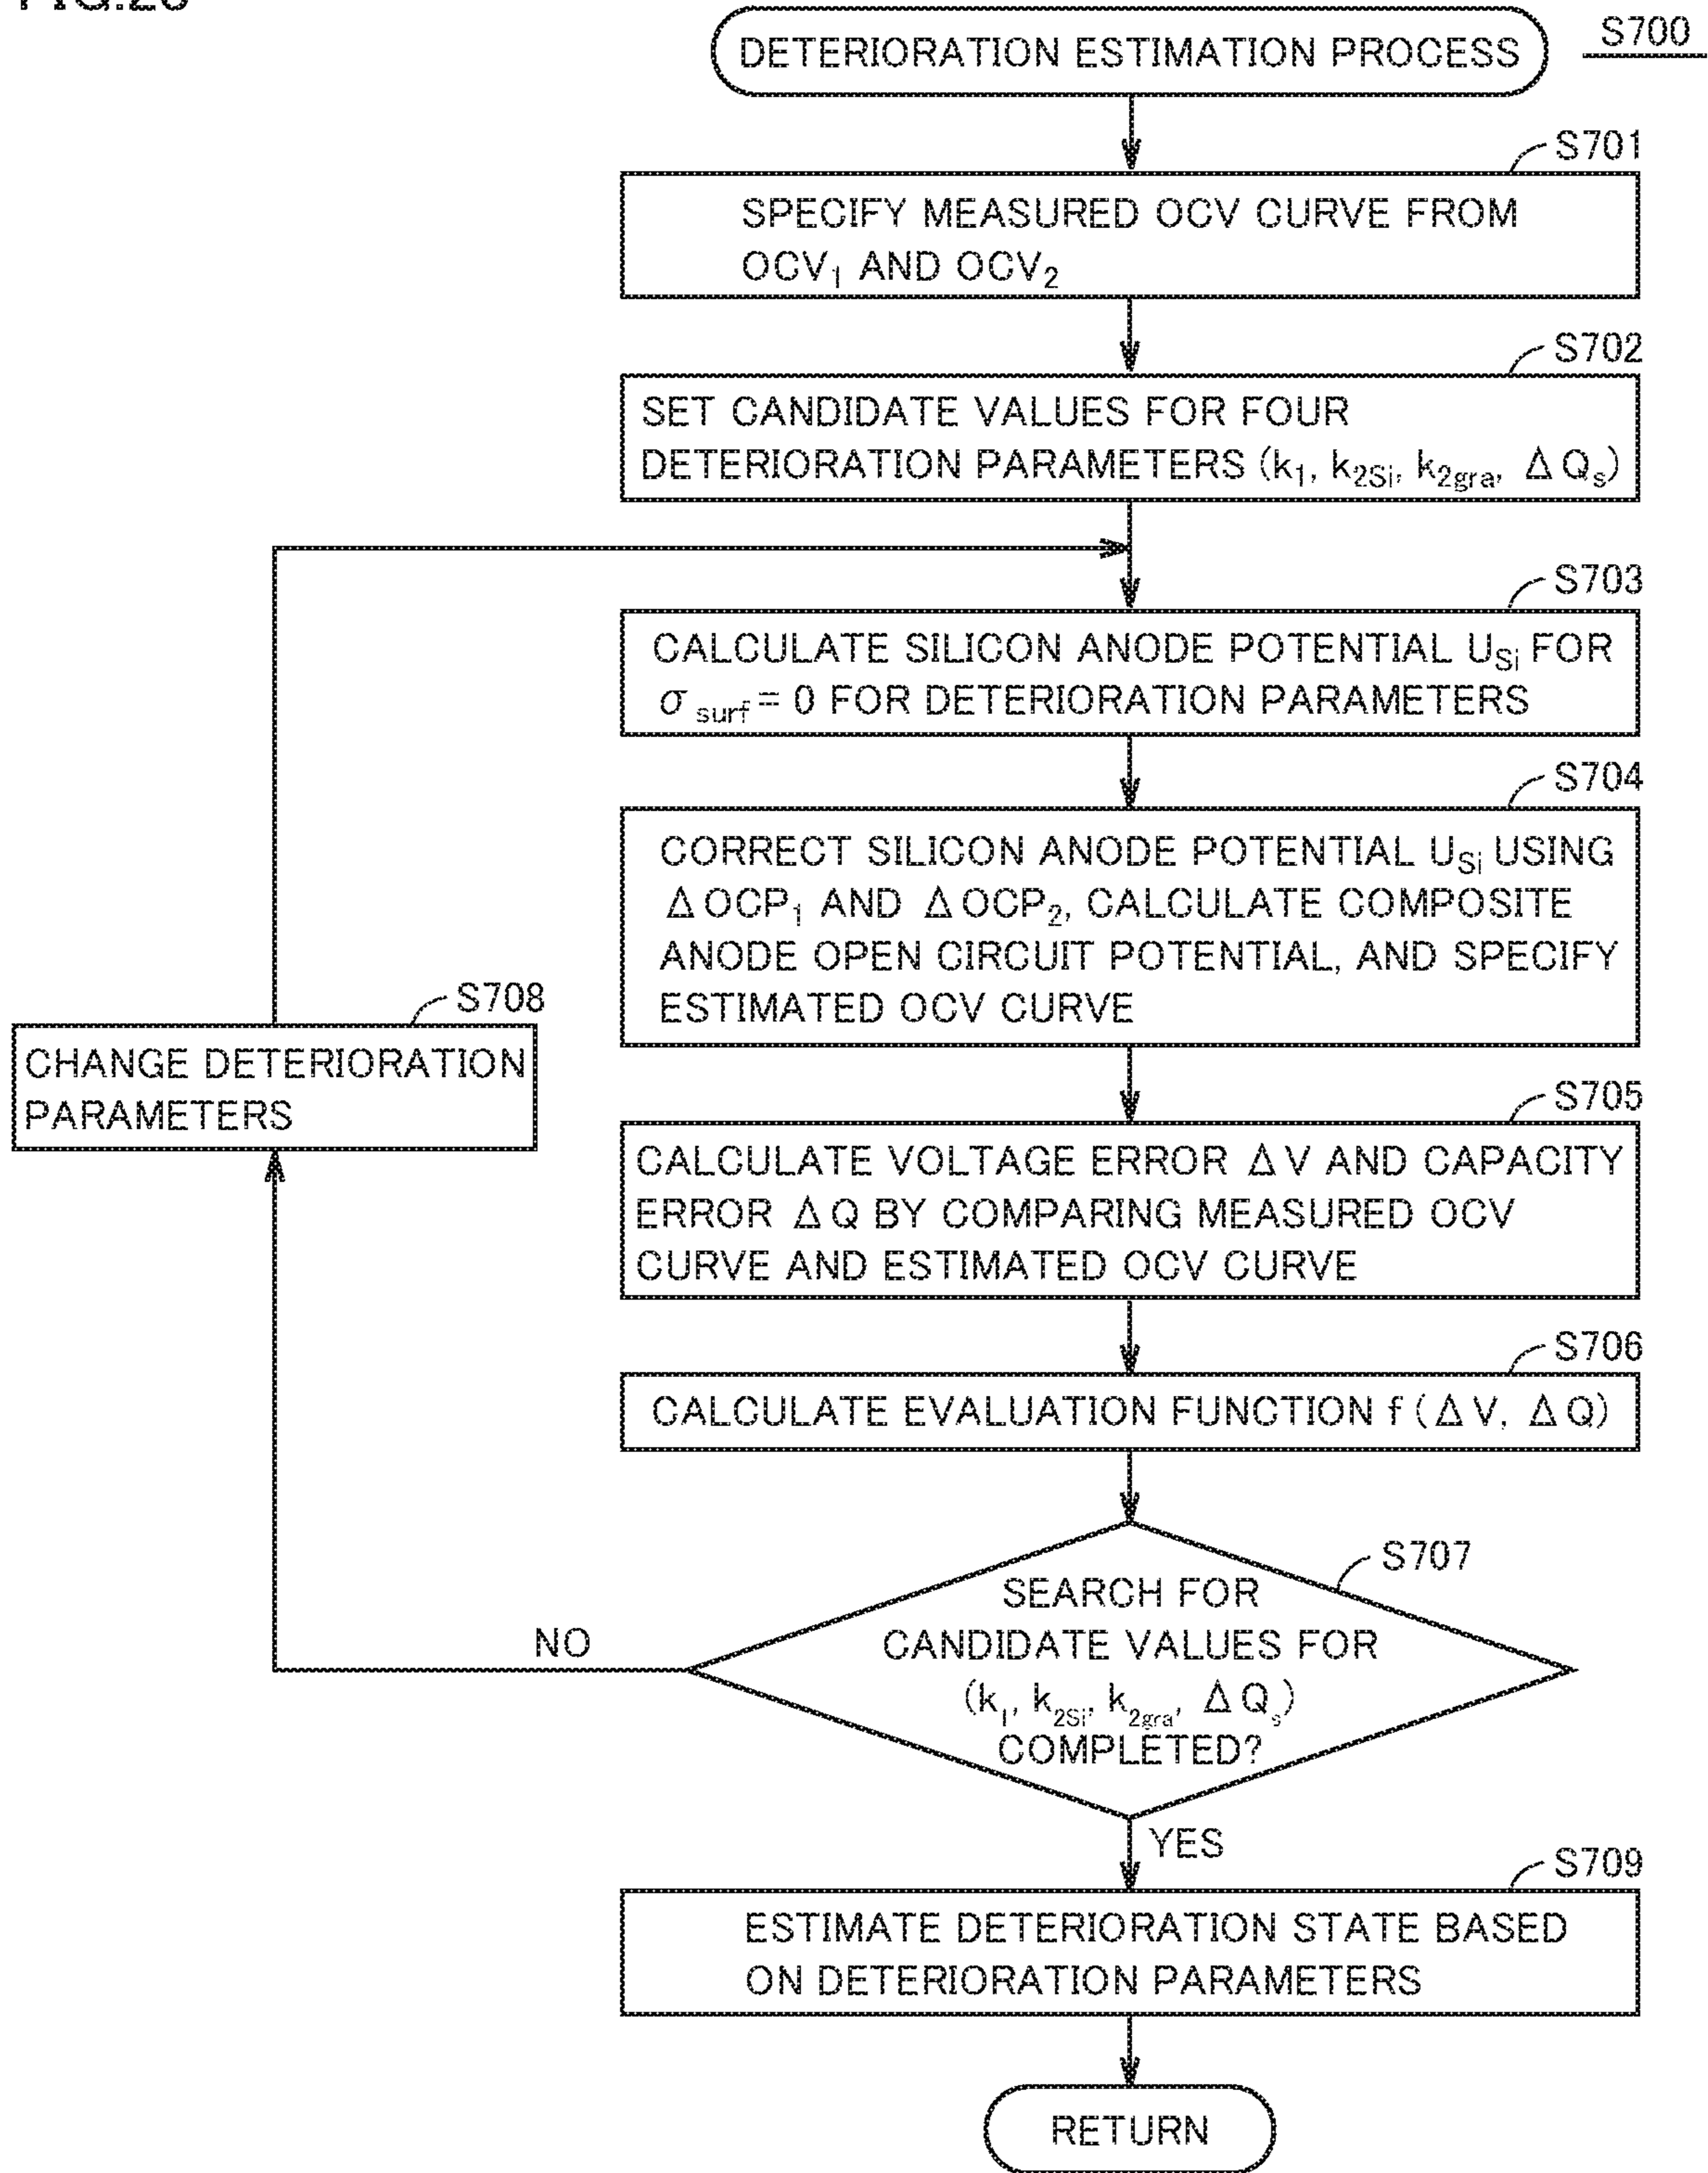 DETERIORATION ESTIMATION PROCESS
S700
S701
SPECIFY MEASURED OCV CURVE FROM
OCV₁ AND OCV₂
S702
SET CANDIDATE VALUES FOR FOUR
DETERIORATION PARAMETERS (k₁, k₂Si, k₂gra, ΔQs)
S703
CALCULATE SILICON ANODE POTENTIAL USi FOR
σsurf = 0 FOR DETERIORATION PARAMETERS
S704
CORRECT SILICON ANODE POTENTIAL USi USING
ΔOCP₁ AND ΔOCP₂, CALCULATE COMPOSITE
ANODE OPEN CIRCUIT POTENTIAL, AND SPECIFY
ESTIMATED OCV CURVE
S708
CHANGE DETERIORATION
PARAMETERS
S705
CALCULATE VOLTAGE ERROR ΔV AND CAPACITY
ERROR ΔQ BY COMPARING MEASURED OCV
CURVE AND ESTIMATED OCV CURVE
S706
CALCULATE EVALUATION FUNCTION f (ΔV, ΔQ)
S707
SEARCH FOR
CANDIDATE VALUES FOR
(k₁, k₂Si, k₂gra, ΔQs)
COMPLETED?
NO
YES
S709
ESTIMATE DETERIORATION STATE BASED
ON DETERIORATION PARAMETERS
RETURN